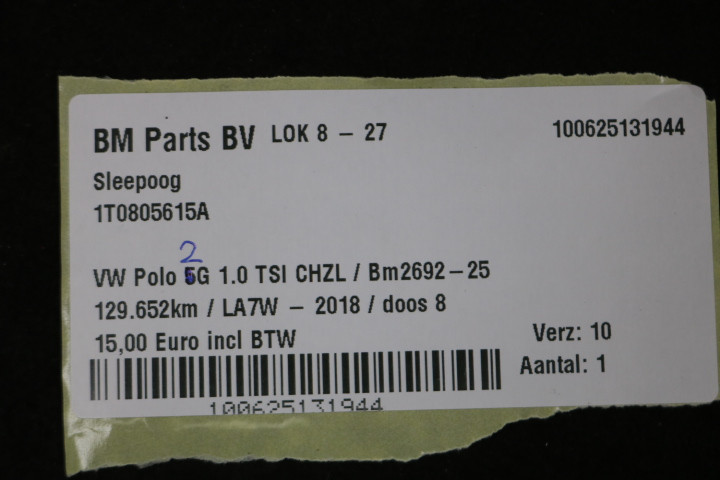 BM Parts BV LOK 8 - 27 100625131944
Sleepoog
1T0805615A
2
VW Polo 5G 1.0 TSI CHZL / Bm2692-25
129.652km / LA7W - 2018 / doos 8
15,00 Euro incl BTW Verz: 10
Aantal: 1
100625131944